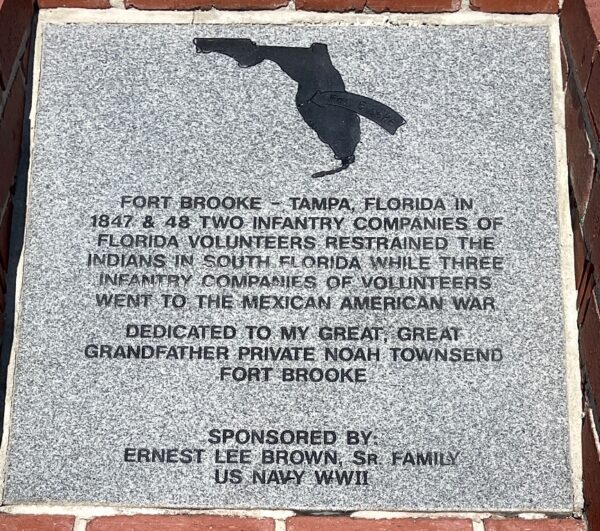 Fort Brooke
FORT BROOKE – TAMPA, FLORIDA IN
1847 & 48 TWO INFANTRY COMPANIES OF
FLORIDA VOLUNTEERS RESTRAINED THE
INDIANS IN SOUTH FLORIDA WHILE THREE
INFANTRY COMPANIES OF VOLUNTEERS
WENT TO THE MEXICAN AMERICAN WAR
DEDICATED TO MY GREAT, GREAT
GRANDFATHER PRIVATE NOAH TOWNSEND
FORT BROOKE
SPONSORED BY:
ERNEST LEE BROWN, SR. FAMILY
US NAVY WWII